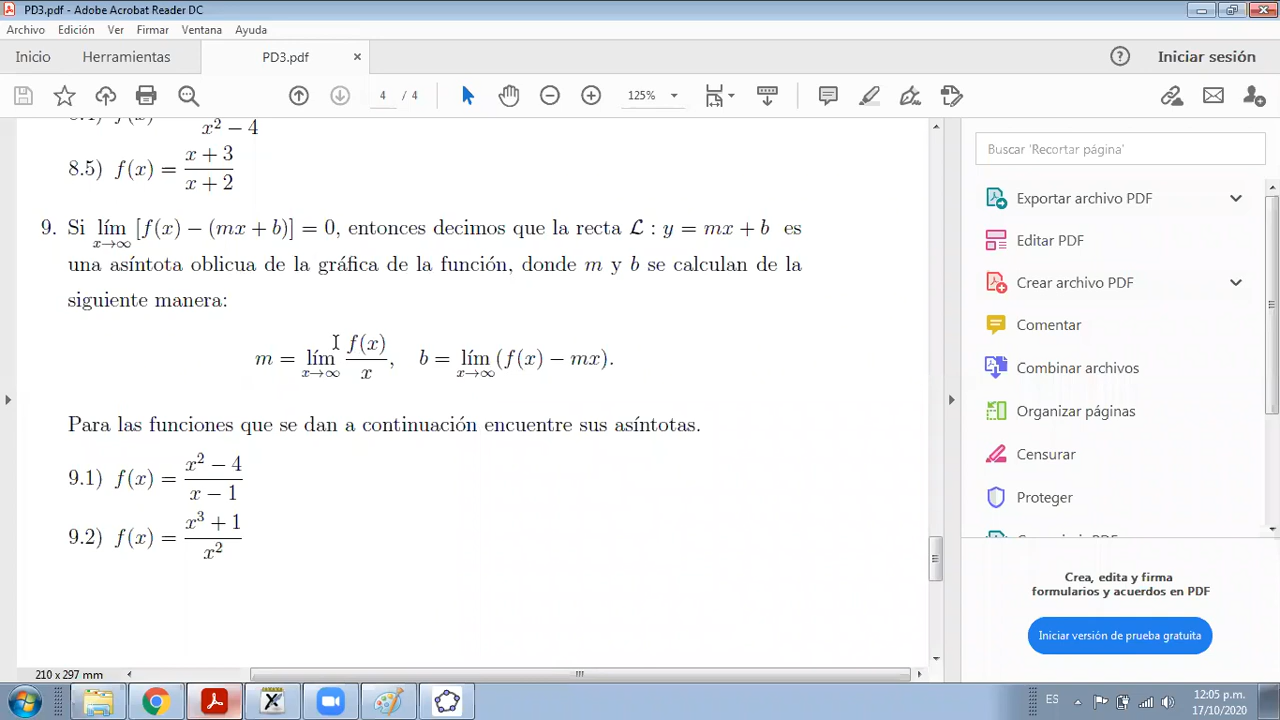 PD3.pdf - Adobe Acrobat Reader DC
Archivo Edición Ver Firmar Ventana Ayuda
Inicio Herramientas PD3.pdf × ? Iniciar sesión
4 / 4 125%
x² − 4
8.5) f(x) = (x + 3)/(x + 2)
9. Si lím x→∞ [f(x) − (mx + b)] = 0, entonces decimos que la recta ℒ : y = mx + b es
una asíntota oblicua de la gráfica de la función, donde m y b se calculan de la
siguiente manera:
m = lím x→∞ f(x)/x, b = lím x→∞ (f(x) − mx).
Para las funciones que se dan a continuación encuentre sus asíntotas.
9.1) f(x) = (x² − 4)/(x − 1)
9.2) f(x) = (x³ + 1)/x²
210 x 297 mm
Buscar 'Recortar página'
Exportar archivo PDF
Editar PDF
Crear archivo PDF
Comentar
Combinar archivos
Organizar páginas
Censurar
Proteger
Crea, edita y firma
formularios y acuerdos en PDF
Iniciar versión de prueba gratuita
ES 12:05 p.m.
17/10/2020